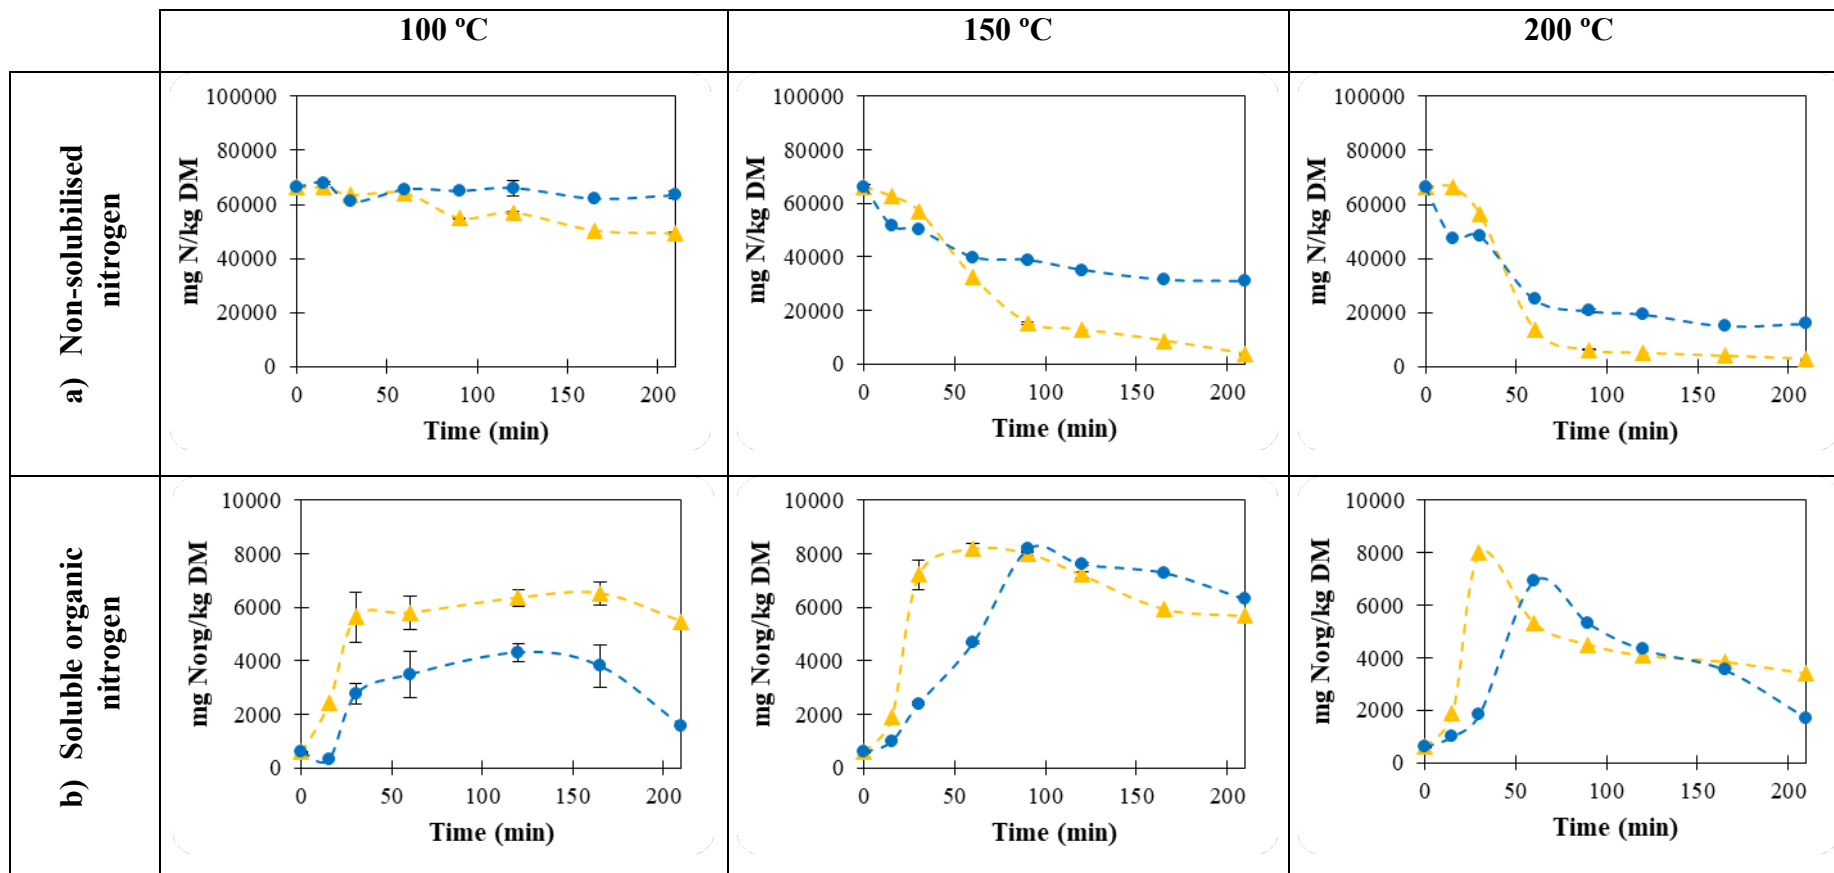 100 ºC
150 ºC
200 ºC
a) Non-solubilised
nitrogen
100000
80000
60000
40000
20000
0
mg N/kg DM
0 50 100 150 200
Time (min)
100000
80000
60000
40000
20000
0
mg N/kg DM
0 50 100 150 200
Time (min)
100000
80000
60000
40000
20000
0
mg N/kg DM
0 50 100 150 200
Time (min)
b) Soluble organic
nitrogen
10000
8000
6000
4000
2000
0
mg Norg/kg DM
0 50 100 150 200
Time (min)
10000
8000
6000
4000
2000
0
mg Norg/kg DM
0 50 100 150 200
Time (min)
10000
8000
6000
4000
2000
0
mg Norg/kg DM
0 50 100 150 200
Time (min)